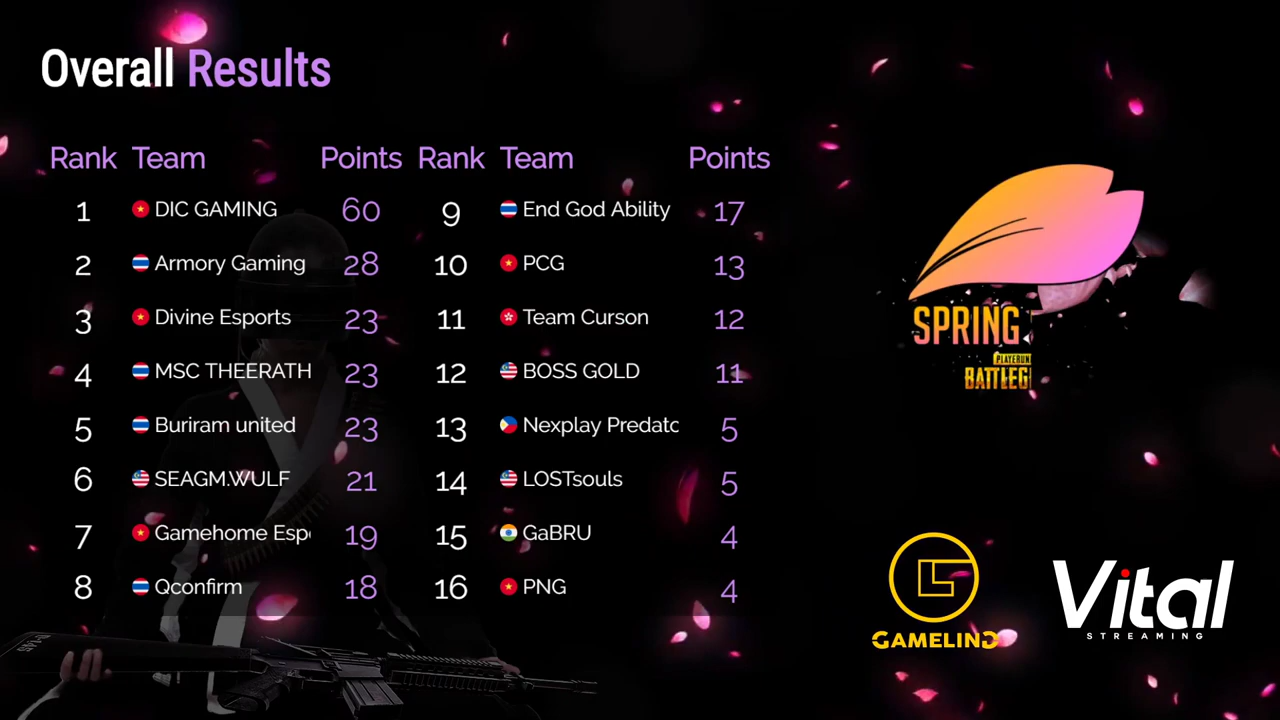 Overall Results
Rank Team Points Rank Team Points
1 DIC GAMING 60 9 End God Ability 17
2 Armory Gaming 28 10 PCG 13
3 Divine Esports 23 11 Team Curson 12
4 MSC THEERATH 23 12 BOSS GOLD 11
5 Buriram united 23 13 Nexplay Predato 5
6 SEAGM.WULF 21 14 LOSTsouls 5
7 Gamehome Espo 19 15 GaBRU 4
8 Qconfirm 18 16 PNG 4
SPRING
PLAYERUN
BATTLEG
GAMELING
Vital
STREAMING